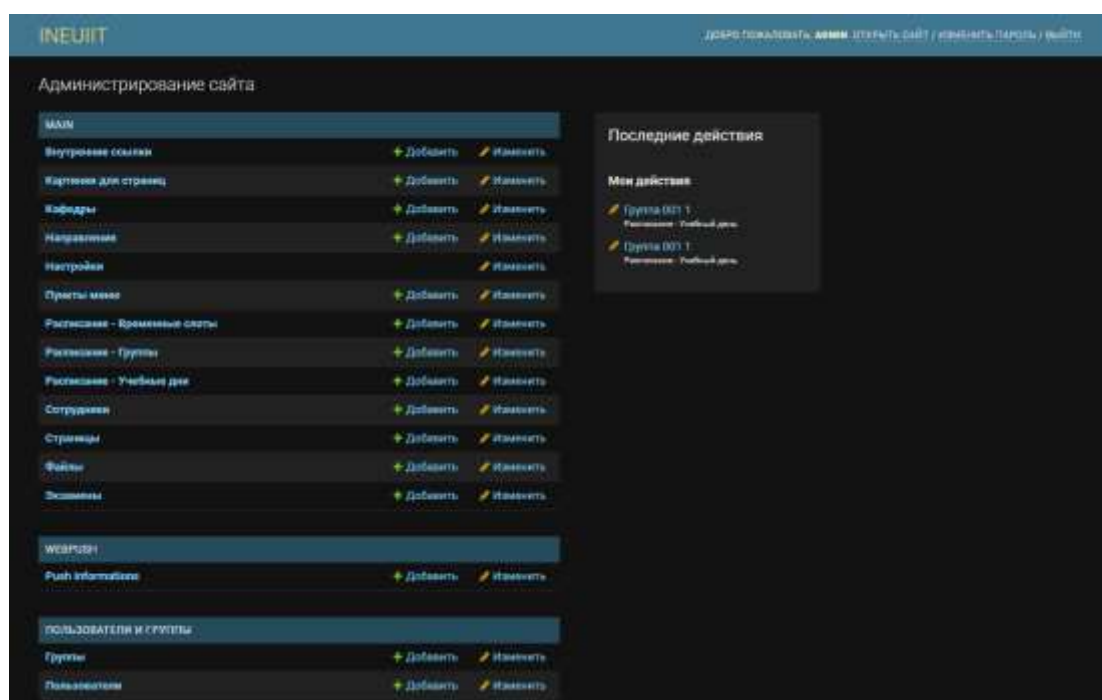 INEUIIT
ДОБРО ПОЖАЛОВАТЬ, ADMIN. ОТКРЫТЬ САЙТ / ИЗМЕНИТЬ ПАРОЛЬ / ВЫЙТИ
Администрирование сайта
MAIN
Внутренние ссылки + Добавить Изменить
Картинки для страниц + Добавить Изменить
Кафедры + Добавить Изменить
Направления + Добавить Изменить
Настройки Изменить
Пункты меню + Добавить Изменить
Расписание - Временные слоты + Добавить Изменить
Расписание - Группы + Добавить Изменить
Расписание - Учебные дни + Добавить Изменить
Сотрудники + Добавить Изменить
Страницы + Добавить Изменить
Файлы + Добавить Изменить
Экзамены + Добавить Изменить
WEBPUSH
Push informations + Добавить Изменить
ПОЛЬЗОВАТЕЛИ И ГРУППЫ
Группы + Добавить Изменить
Пользователи + Добавить Изменить
Последние действия
Мои действия
Группа 001 1
Расписание - Учебный день
Группа 001 1
Расписание - Учебный день